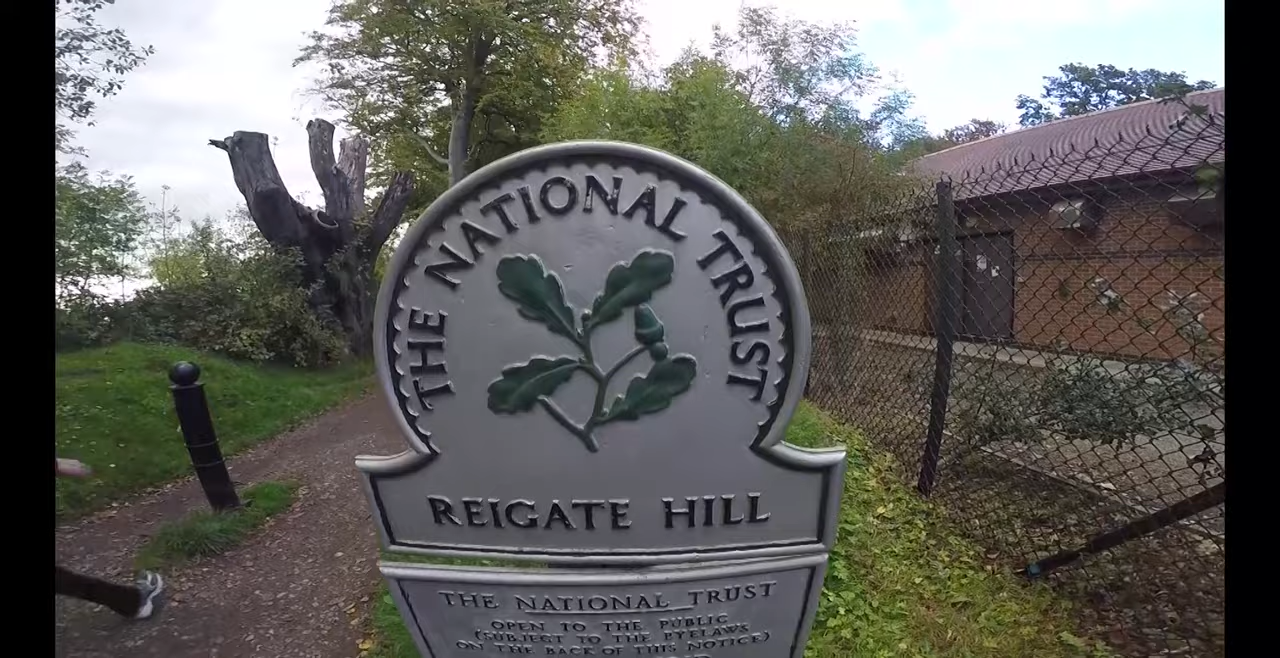 THE NATIONAL TRUST
REIGATE HILL
THE NATIONAL TRUST
OPEN TO THE PUBLIC
(SUBJECT TO THE BYELAWS
ON THE BACK OF THIS NOTICE)